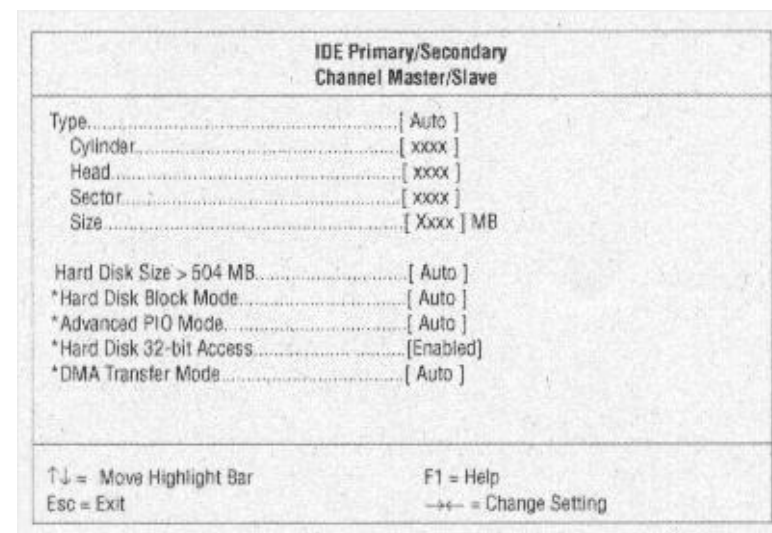 IDE Primary/Secondary
Channel Master/Slave
Type.......................................[ Auto ]
Cylinder...................................[ xxxx ]
Head.......................................[ xxxx ]
Sector.....................................[ xxxx ]
Size.......................................[ Xxxx ] MB
Hard Disk Size > 504 MB....................[ Auto ]
*Hard Disk Block Mode......................[ Auto ]
*Advanced PIO Mode.........................[ Auto ]
*Hard Disk 32-bit Access...................[Enabled]
*DMA Transfer Mode.........................[ Auto ]
↑↓ = Move Highlight Bar F1 = Help
Esc = Exit →← = Change Setting